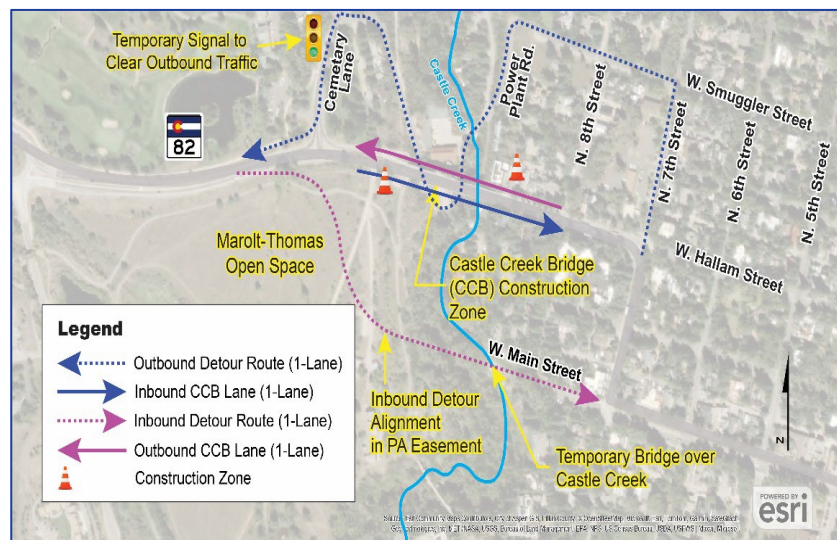 Temporary Signal to
Clear Outbound Traffic
Cemetary
Lane
Castle Creek
Power
Plant Rd.
N. 8th Street
W. Smuggler Street
N. 7th Street
N. 6th Street
N. 5th Street
82
Marolt-Thomas
Open Space
Castle Creek Bridge
(CCB) Construction
Zone
W. Hallam Street
Legend
Outbound Detour Route (1-Lane)
Inbound CCB Lane (1-Lane)
Inbound Detour Route (1-Lane)
Outbound CCB Lane (1-Lane)
Construction Zone
W. Main Street
Inbound Detour
Alignment
in PA Easement
Temporary Bridge over
Castle Creek
N
POWERED BY
esri